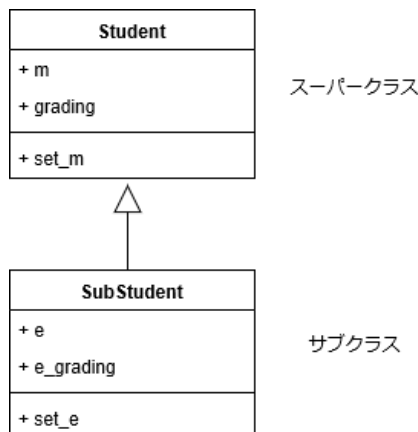 Student
+ m
+ grading
+ set_m
スーパークラス
SubStudent
+ e
+ e_grading
+ set_e
サブクラス